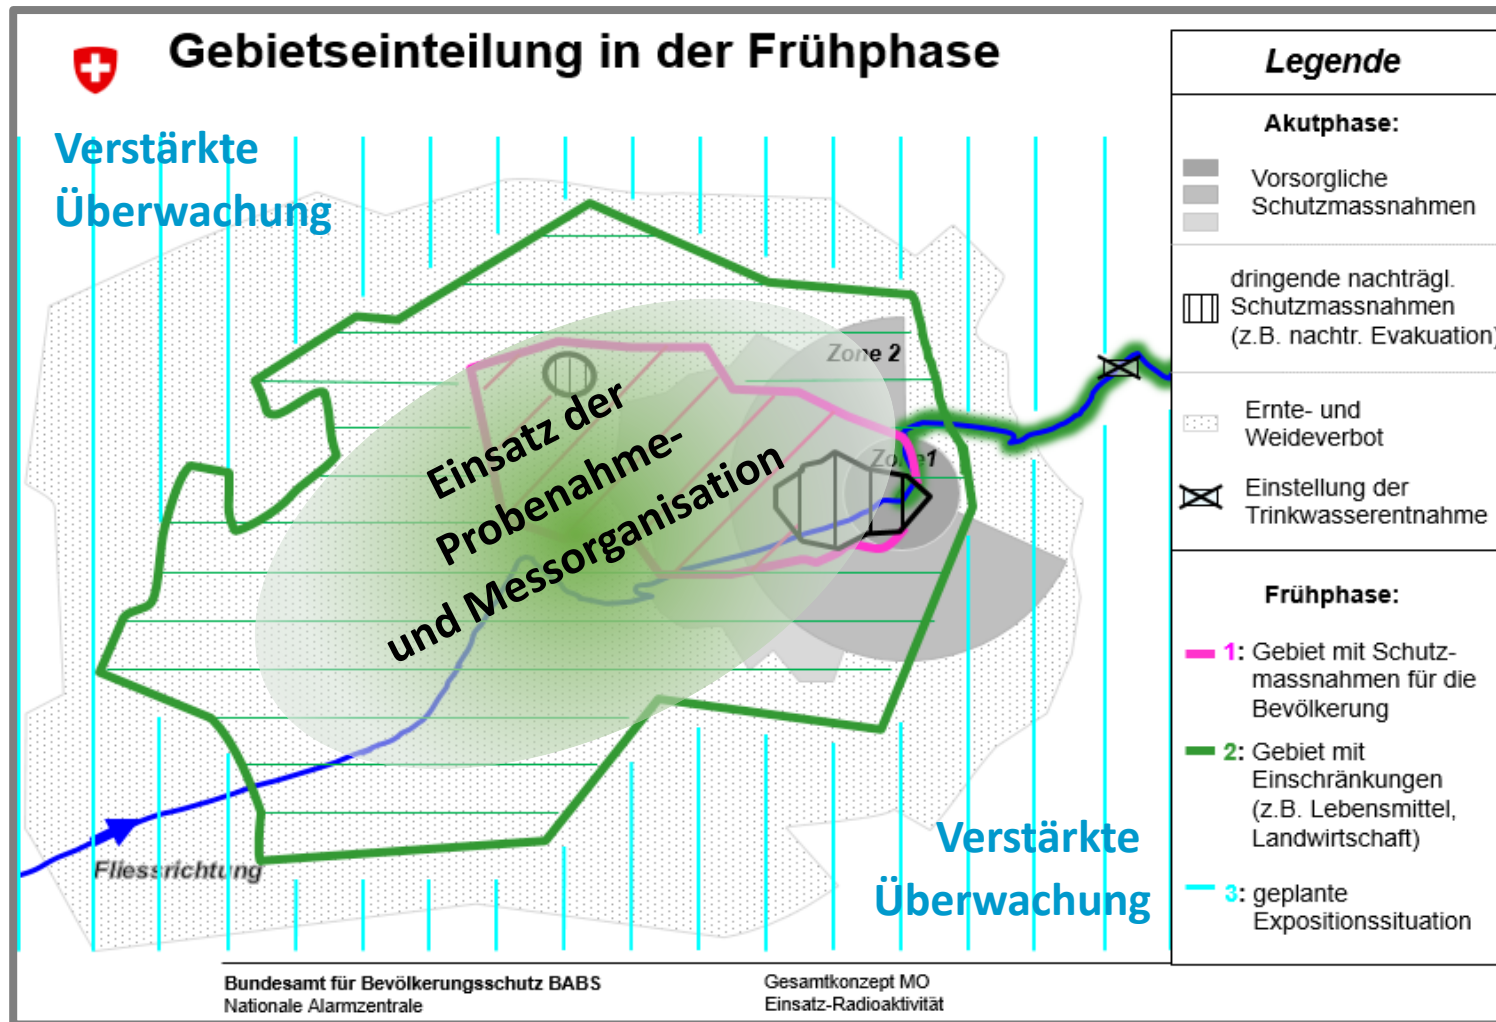 Gebietseinteilung in der Frühphase
Verstärkte
Überwachung
Zone 2
Zone1
Einsatz der
Probenahme-
und Messorganisation
Fliessrichtung
Verstärkte
Überwachung
Legende
Akutphase:
Vorsorgliche
Schutzmassnahmen
dringende nachträgl.
Schutzmassnahmen
(z.B. nachtr. Evakuation)
Ernte- und
Weideverbot
Einstellung der
Trinkwasserentnahme
Frühphase:
1: Gebiet mit Schutz-
massnahmen für die
Bevölkerung
2: Gebiet mit
Einschränkungen
(z.B. Lebensmittel,
Landwirtschaft)
3: geplante
Expositionssituation
Bundesamt für Bevölkerungsschutz BABS
Nationale Alarmzentrale
Gesamtkonzept MO
Einsatz-Radioaktivität